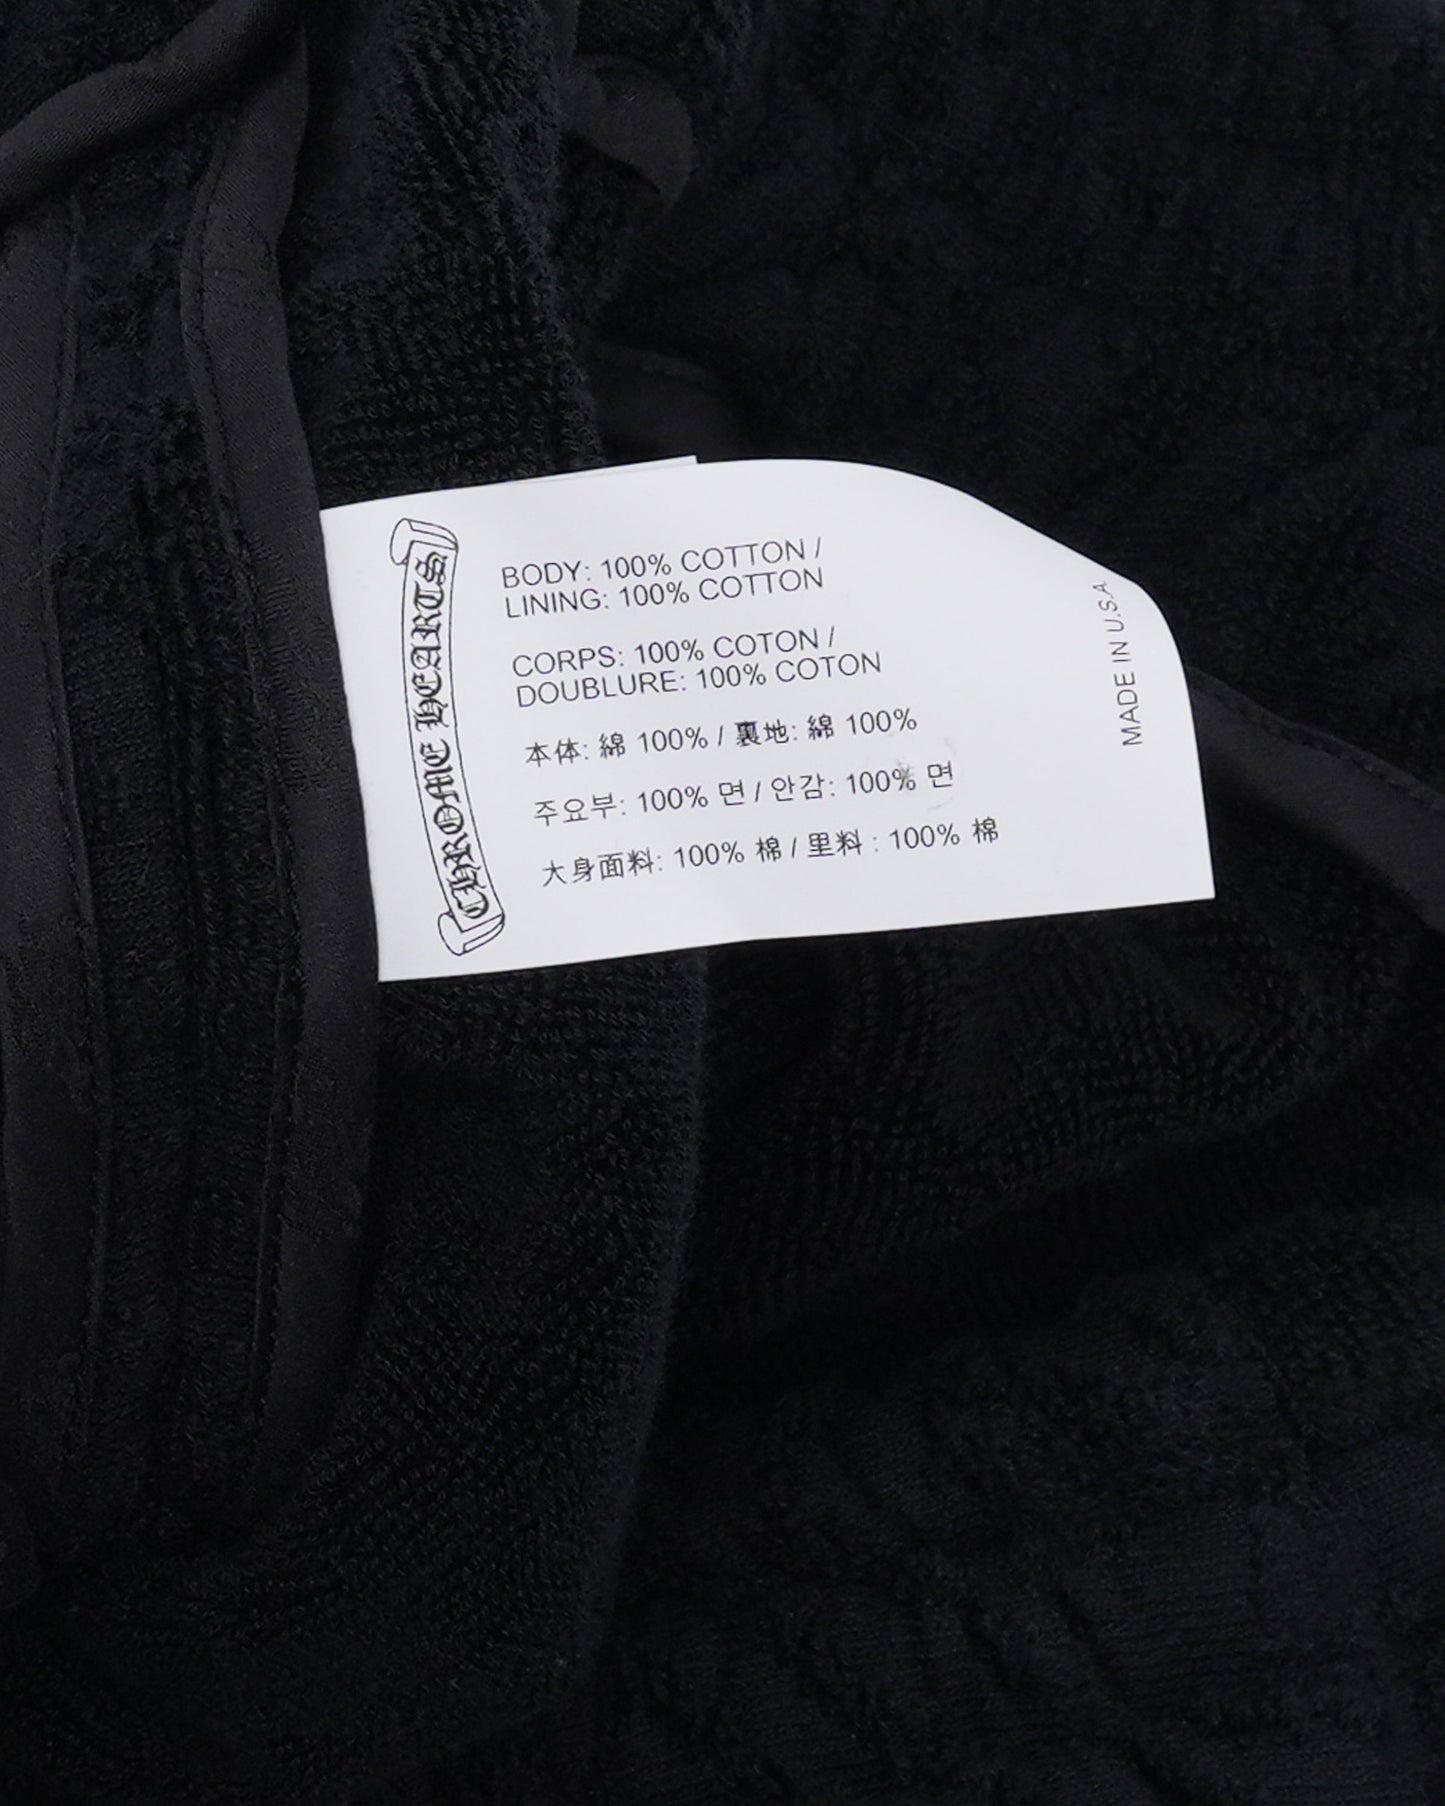 CHROME HEARTS
BODY: 100% COTTON /
LINING: 100% COTTON
CORPS: 100% COTON /
DOUBLURE: 100% COTON
本体: 綿 100% / 裏地: 綿 100%
주요부: 100% 면 / 안감: 100% 면
大身面料: 100% 棉 / 里料 : 100% 棉
MADE IN U.S.A